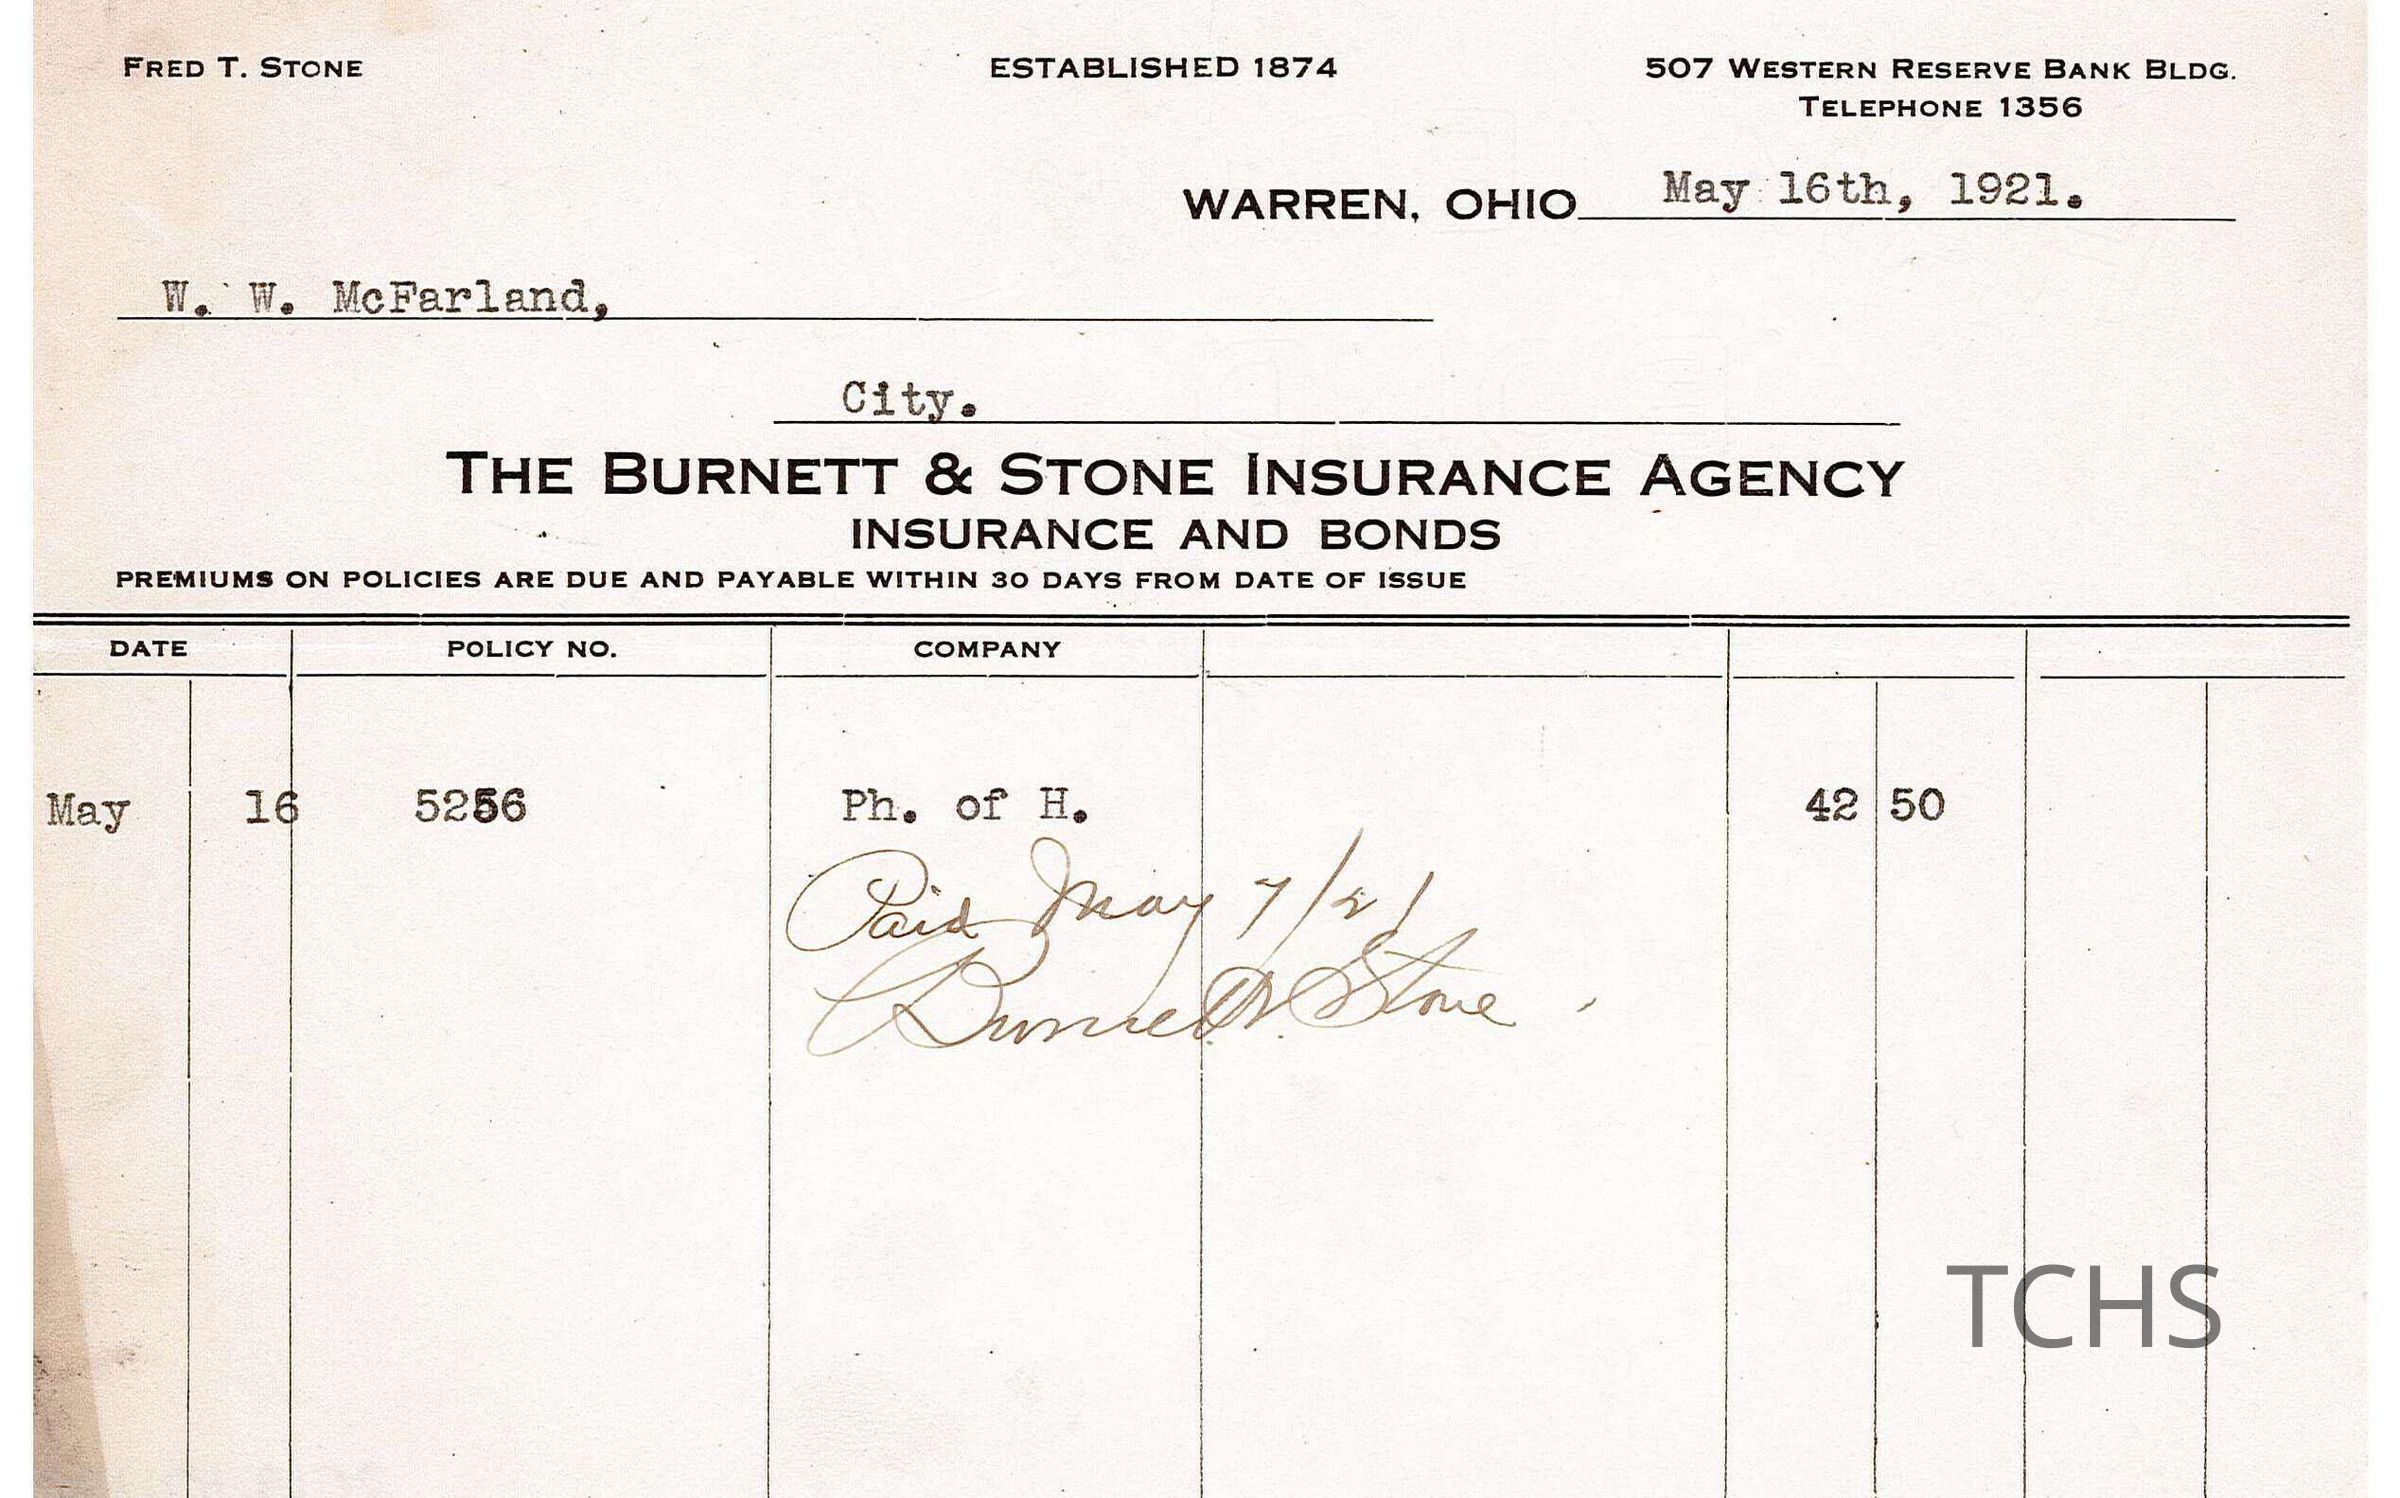 FRED T. STONE ESTABLISHED 1874 507 WESTERN RESERVE BANK BLDG.
TELEPHONE 1356
WARREN, OHIO May 16th, 1921.
W. W. McFarland,
City.
THE BURNETT & STONE INSURANCE AGENCY
INSURANCE AND BONDS
PREMIUMS ON POLICIES ARE DUE AND PAYABLE WITHIN 30 DAYS FROM DATE OF ISSUE
DATE POLICY NO. COMPANY
May 16 5256 Ph. of H. 42 50
Paid May 7/21
Burnett & Stone
TCHS